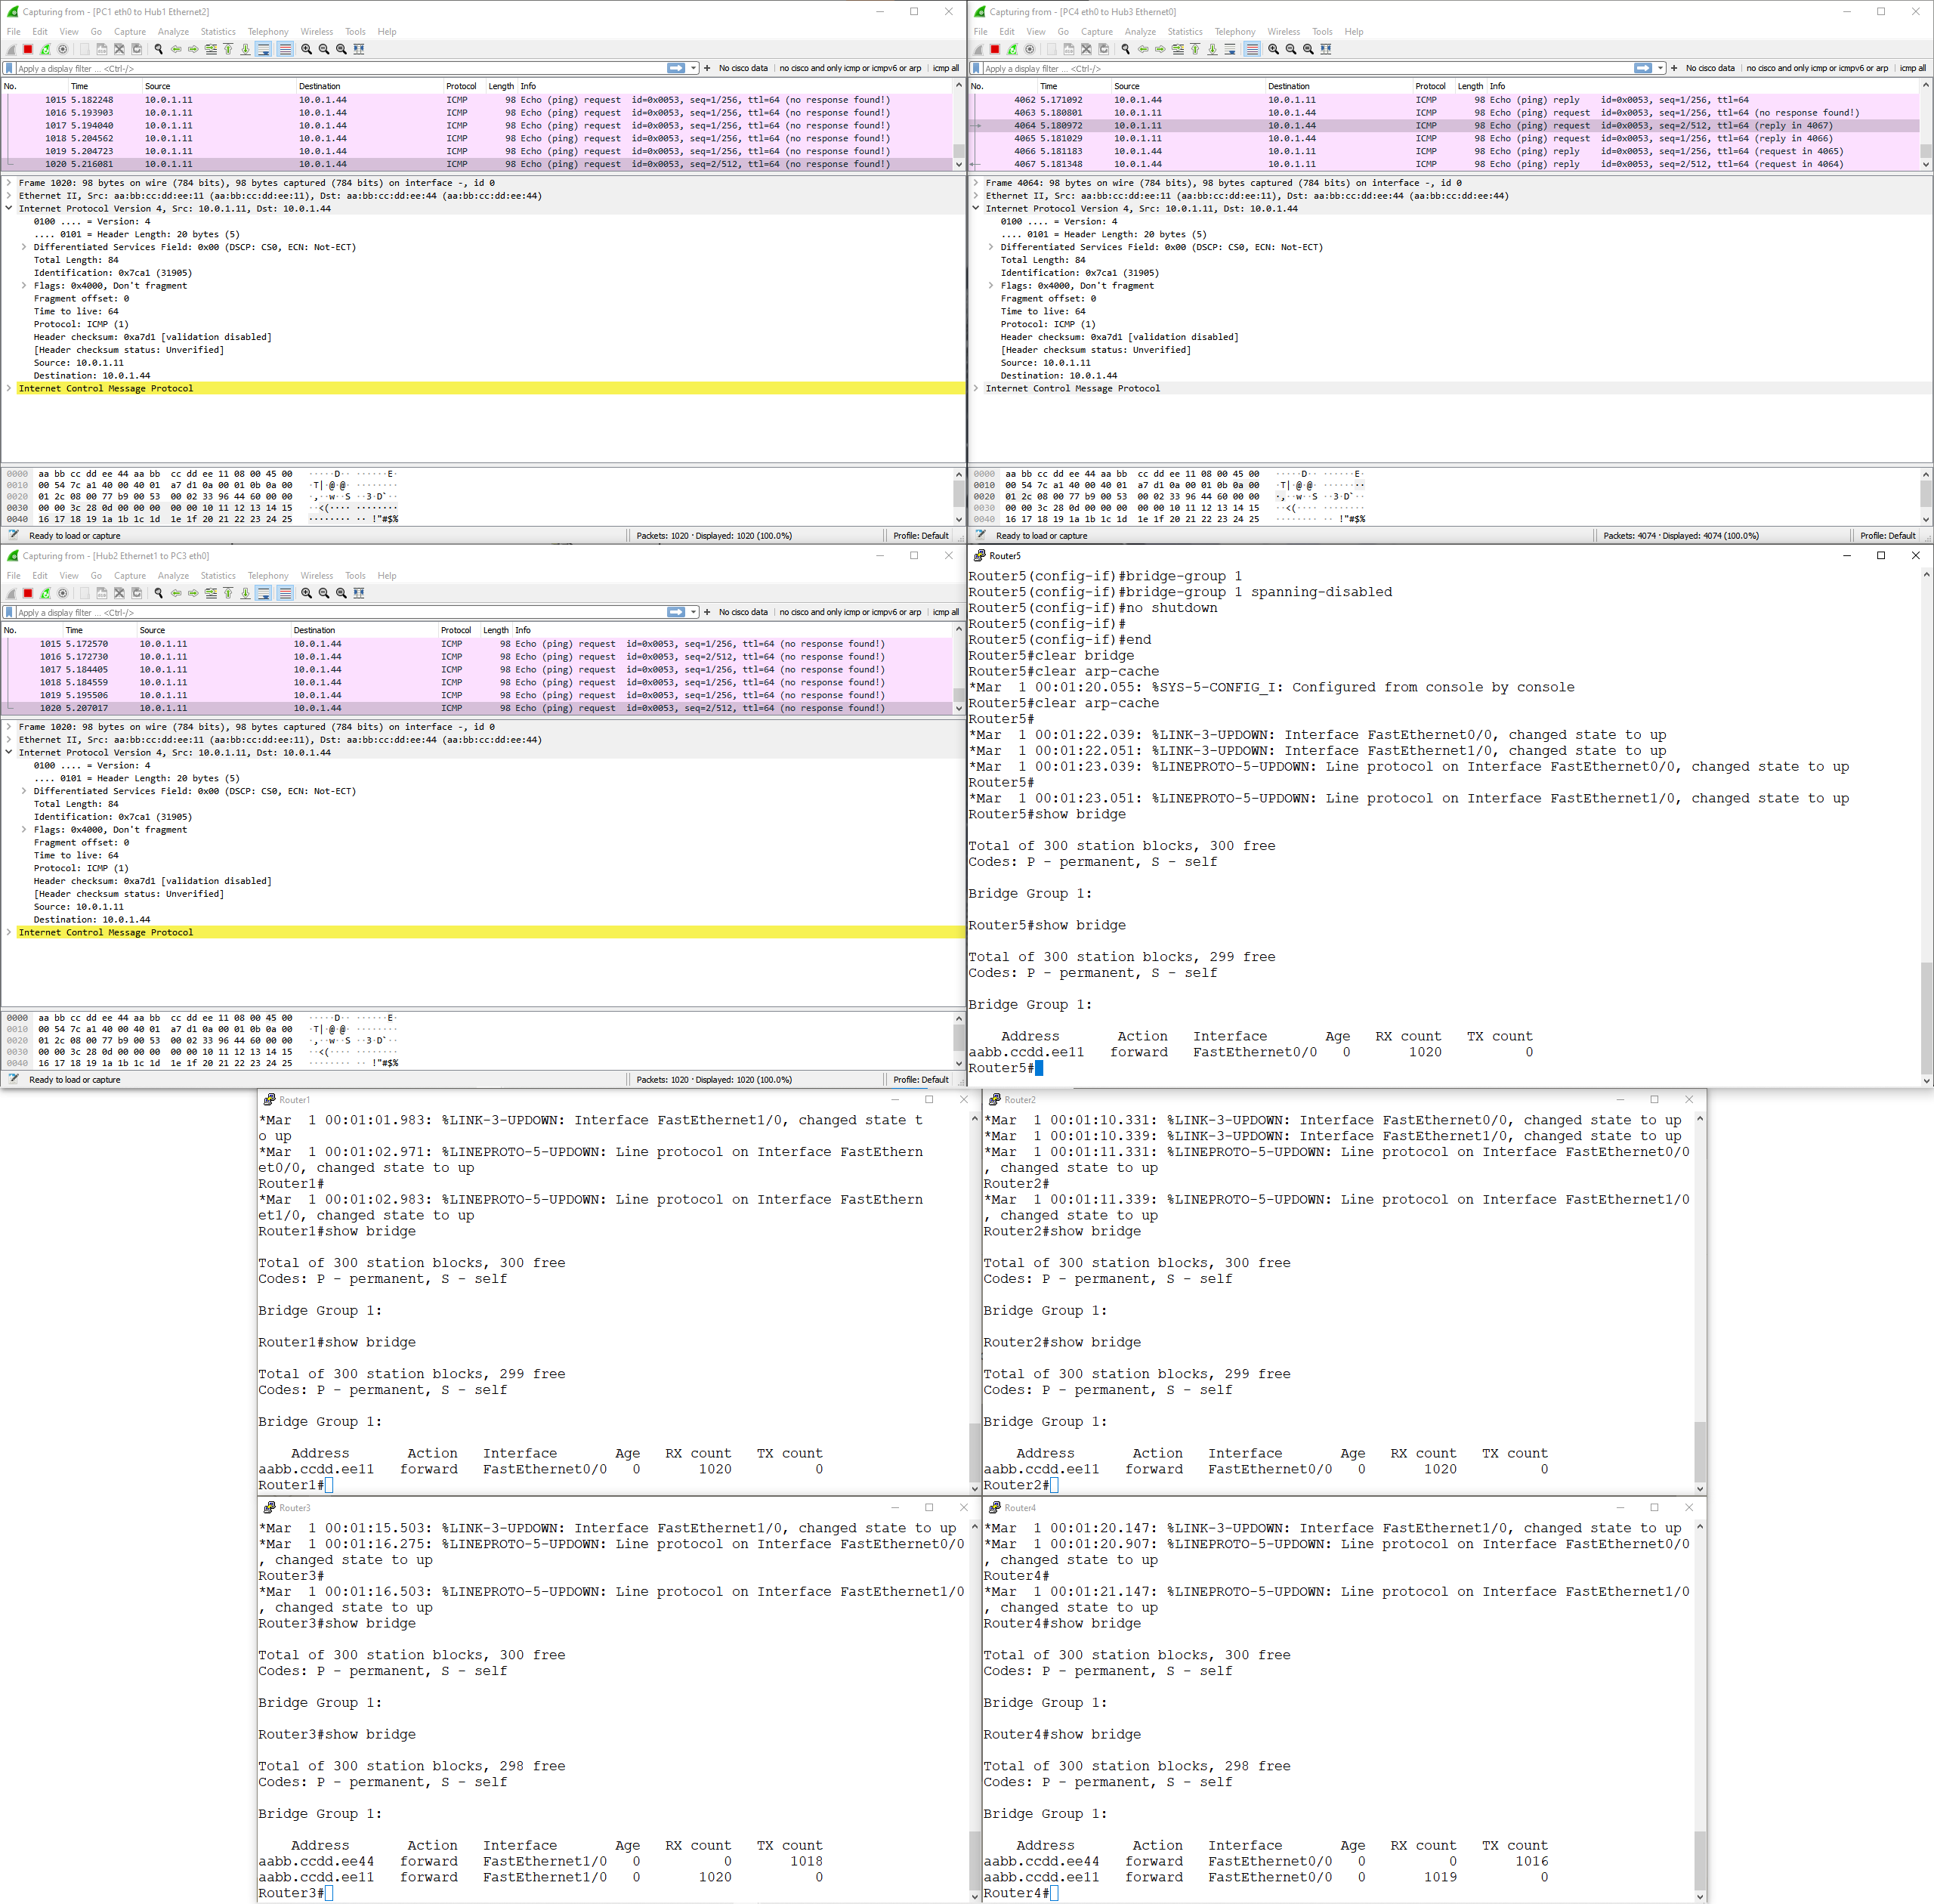 Capturing from - [PC1 eth0 to Hub1 Ethernet2]
File Edit View Go Capture Analyze Statistics Telephony Wireless Tools Help
Apply a display filter ... <Ctrl-/> + No cisco data no cisco and only icmp or icmpv6 or arp icmp all
No. Time Source Destination Protocol Length Info
1015 5.182248 10.0.1.11 10.0.1.44 ICMP 98 Echo (ping) request id=0x0053, seq=1/256, ttl=64 (no response found!)
1016 5.193903 10.0.1.11 10.0.1.44 ICMP 98 Echo (ping) request id=0x0053, seq=1/256, ttl=64 (no response found!)
1017 5.194040 10.0.1.11 10.0.1.44 ICMP 98 Echo (ping) request id=0x0053, seq=1/256, ttl=64 (no response found!)
1018 5.204562 10.0.1.11 10.0.1.44 ICMP 98 Echo (ping) request id=0x0053, seq=1/256, ttl=64 (no response found!)
1019 5.204723 10.0.1.11 10.0.1.44 ICMP 98 Echo (ping) request id=0x0053, seq=1/256, ttl=64 (no response found!)
1020 5.216081 10.0.1.11 10.0.1.44 ICMP 98 Echo (ping) request id=0x0053, seq=2/512, ttl=64 (no response found!)
Frame 1020: 98 bytes on wire (784 bits), 98 bytes captured (784 bits) on interface -, id 0
Ethernet II, Src: aa:bb:cc:dd:ee:11 (aa:bb:cc:dd:ee:11), Dst: aa:bb:cc:dd:ee:44 (aa:bb:cc:dd:ee:44)
Internet Protocol Version 4, Src: 10.0.1.11, Dst: 10.0.1.44
0100 .... = Version: 4
.... 0101 = Header Length: 20 bytes (5)
Differentiated Services Field: 0x00 (DSCP: CS0, ECN: Not-ECT)
Total Length: 84
Identification: 0x7ca1 (31905)
Flags: 0x4000, Don't fragment
Fragment offset: 0
Time to live: 64
Protocol: ICMP (1)
Header checksum: 0xa7d1 [validation disabled]
[Header checksum status: Unverified]
Source: 10.0.1.11
Destination: 10.0.1.44
Internet Control Message Protocol
0000 aa bb cc dd ee 44 aa bb cc dd ee 11 08 00 45 00 ·····D·· ······E·
0010 00 54 7c a1 40 00 40 01 a7 d1 0a 00 01 0b 0a 00 ·T|·@·@· ········
0020 01 2c 08 00 77 b9 00 53 00 02 33 96 44 60 00 00 ·,··w··S ··3·D`··
0030 00 00 3c 28 0d 00 00 00 00 00 10 11 12 13 14 15 ··<(···· ········
0040 16 17 18 19 1a 1b 1c 1d 1e 1f 20 21 22 23 24 25 ········ ·· !"#$%
Ready to load or capture Packets: 1020 · Displayed: 1020 (100.0%) Profile: Default
Capturing from - [PC4 eth0 to Hub3 Ethernet0]
File Edit View Go Capture Analyze Statistics Telephony Wireless Tools Help
Apply a display filter ... <Ctrl-/> + No cisco data no cisco and only icmp or icmpv6 or arp icmp all
No. Time Source Destination Protocol Length Info
4062 5.171092 10.0.1.44 10.0.1.11 ICMP 98 Echo (ping) reply id=0x0053, seq=1/256, ttl=64
4063 5.180801 10.0.1.11 10.0.1.44 ICMP 98 Echo (ping) request id=0x0053, seq=1/256, ttl=64 (no response found!)
4064 5.180972 10.0.1.11 10.0.1.44 ICMP 98 Echo (ping) request id=0x0053, seq=2/512, ttl=64 (reply in 4067)
4065 5.181029 10.0.1.11 10.0.1.44 ICMP 98 Echo (ping) request id=0x0053, seq=1/256, ttl=64 (reply in 4066)
4066 5.181183 10.0.1.44 10.0.1.11 ICMP 98 Echo (ping) reply id=0x0053, seq=1/256, ttl=64 (request in 4065)
4067 5.181348 10.0.1.44 10.0.1.11 ICMP 98 Echo (ping) reply id=0x0053, seq=2/512, ttl=64 (request in 4064)
Frame 4064: 98 bytes on wire (784 bits), 98 bytes captured (784 bits) on interface -, id 0
Ethernet II, Src: aa:bb:cc:dd:ee:11 (aa:bb:cc:dd:ee:11), Dst: aa:bb:cc:dd:ee:44 (aa:bb:cc:dd:ee:44)
Internet Protocol Version 4, Src: 10.0.1.11, Dst: 10.0.1.44
0100 .... = Version: 4
.... 0101 = Header Length: 20 bytes (5)
Differentiated Services Field: 0x00 (DSCP: CS0, ECN: Not-ECT)
Total Length: 84
Identification: 0x7ca1 (31905)
Flags: 0x4000, Don't fragment
Fragment offset: 0
Time to live: 64
Protocol: ICMP (1)
Header checksum: 0xa7d1 [validation disabled]
[Header checksum status: Unverified]
Source: 10.0.1.11
Destination: 10.0.1.44
Internet Control Message Protocol
0000 aa bb cc dd ee 44 aa bb cc dd ee 11 08 00 45 00 ·····D·· ······E·
0010 00 54 7c a1 40 00 40 01 a7 d1 0a 00 01 0b 0a 00 ·T|·@·@· ········
0020 01 2c 08 00 77 b9 00 53 00 02 33 96 44 60 00 00 ·,··w··S ··3·D`··
0030 00 00 3c 28 0d 00 00 00 00 00 10 11 12 13 14 15 ··<(···· ········
0040 16 17 18 19 1a 1b 1c 1d 1e 1f 20 21 22 23 24 25 ········ ·· !"#$%
Ready to load or capture Packets: 4074 · Displayed: 4074 (100.0%) Profile: Default
Capturing from - [Hub2 Ethernet1 to PC3 eth0]
File Edit View Go Capture Analyze Statistics Telephony Wireless Tools Help
Apply a display filter ... <Ctrl-/> + No cisco data no cisco and only icmp or icmpv6 or arp icmp all
No. Time Source Destination Protocol Length Info
1015 5.172570 10.0.1.11 10.0.1.44 ICMP 98 Echo (ping) request id=0x0053, seq=1/256, ttl=64 (no response found!)
1016 5.172730 10.0.1.11 10.0.1.44 ICMP 98 Echo (ping) request id=0x0053, seq=2/512, ttl=64 (no response found!)
1017 5.184405 10.0.1.11 10.0.1.44 ICMP 98 Echo (ping) request id=0x0053, seq=1/256, ttl=64 (no response found!)
1018 5.184559 10.0.1.11 10.0.1.44 ICMP 98 Echo (ping) request id=0x0053, seq=1/256, ttl=64 (no response found!)
1019 5.195506 10.0.1.11 10.0.1.44 ICMP 98 Echo (ping) request id=0x0053, seq=1/256, ttl=64 (no response found!)
1020 5.207017 10.0.1.11 10.0.1.44 ICMP 98 Echo (ping) request id=0x0053, seq=2/512, ttl=64 (no response found!)
Frame 1020: 98 bytes on wire (784 bits), 98 bytes captured (784 bits) on interface -, id 0
Ethernet II, Src: aa:bb:cc:dd:ee:11 (aa:bb:cc:dd:ee:11), Dst: aa:bb:cc:dd:ee:44 (aa:bb:cc:dd:ee:44)
Internet Protocol Version 4, Src: 10.0.1.11, Dst: 10.0.1.44
0100 .... = Version: 4
.... 0101 = Header Length: 20 bytes (5)
Differentiated Services Field: 0x00 (DSCP: CS0, ECN: Not-ECT)
Total Length: 84
Identification: 0x7ca1 (31905)
Flags: 0x4000, Don't fragment
Fragment offset: 0
Time to live: 64
Protocol: ICMP (1)
Header checksum: 0xa7d1 [validation disabled]
[Header checksum status: Unverified]
Source: 10.0.1.11
Destination: 10.0.1.44
Internet Control Message Protocol
0000 aa bb cc dd ee 44 aa bb cc dd ee 11 08 00 45 00 ·····D·· ······E·
0010 00 54 7c a1 40 00 40 01 a7 d1 0a 00 01 0b 0a 00 ·T|·@·@· ········
0020 01 2c 08 00 77 b9 00 53 00 02 33 96 44 60 00 00 ·,··w··S ··3·D`··
0030 00 00 3c 28 0d 00 00 00 00 00 10 11 12 13 14 15 ··<(···· ········
0040 16 17 18 19 1a 1b 1c 1d 1e 1f 20 21 22 23 24 25 ········ ·· !"#$%
Ready to load or capture Packets: 1020 · Displayed: 1020 (100.0%) Profile: Default
Router5
Router5(config-if)#bridge-group 1
Router5(config-if)#bridge-group 1 spanning-disabled
Router5(config-if)#no shutdown
Router5(config-if)#
Router5(config-if)#end
Router5#clear bridge
Router5#clear arp-cache
*Mar  1 00:01:20.055: %SYS-5-CONFIG_I: Configured from console by console
Router5#clear arp-cache
Router5#
*Mar  1 00:01:22.039: %LINK-3-UPDOWN: Interface FastEthernet0/0, changed state to up
*Mar  1 00:01:22.051: %LINK-3-UPDOWN: Interface FastEthernet1/0, changed state to up
*Mar  1 00:01:23.039: %LINEPROTO-5-UPDOWN: Line protocol on Interface FastEthernet0/0, changed state to up
Router5#
*Mar  1 00:01:23.051: %LINEPROTO-5-UPDOWN: Line protocol on Interface FastEthernet1/0, changed state to up
Router5#show bridge
Total of 300 station blocks, 300 free
Codes: P - permanent, S - self
Bridge Group 1:
Router5#show bridge
Total of 300 station blocks, 299 free
Codes: P - permanent, S - self
Bridge Group 1:
Address Action Interface Age RX count TX count
aabb.ccdd.ee11 forward FastEthernet0/0 0 1020 0
Router5#
Router1
*Mar  1 00:01:01.983: %LINK-3-UPDOWN: Interface FastEthernet1/0, changed state t
o up
*Mar  1 00:01:02.971: %LINEPROTO-5-UPDOWN: Line protocol on Interface FastEthern
et0/0, changed state to up
Router1#
*Mar  1 00:01:02.983: %LINEPROTO-5-UPDOWN: Line protocol on Interface FastEthern
et1/0, changed state to up
Router1#show bridge
Total of 300 station blocks, 300 free
Codes: P - permanent, S - self
Bridge Group 1:
Router1#show bridge
Total of 300 station blocks, 299 free
Codes: P - permanent, S - self
Bridge Group 1:
Address Action Interface Age RX count TX count
aabb.ccdd.ee11 forward FastEthernet0/0 0 1020 0
Router1#
Router2
*Mar  1 00:01:10.331: %LINK-3-UPDOWN: Interface FastEthernet0/0, changed state to up
*Mar  1 00:01:10.339: %LINK-3-UPDOWN: Interface FastEthernet1/0, changed state to up
*Mar  1 00:01:11.331: %LINEPROTO-5-UPDOWN: Line protocol on Interface FastEthernet0/0
, changed state to up
Router2#
*Mar  1 00:01:11.339: %LINEPROTO-5-UPDOWN: Line protocol on Interface FastEthernet1/0
, changed state to up
Router2#show bridge
Total of 300 station blocks, 300 free
Codes: P - permanent, S - self
Bridge Group 1:
Router2#show bridge
Total of 300 station blocks, 299 free
Codes: P - permanent, S - self
Bridge Group 1:
Address Action Interface Age RX count TX count
aabb.ccdd.ee11 forward FastEthernet0/0 0 1020 0
Router2#
Router3
*Mar  1 00:01:15.503: %LINK-3-UPDOWN: Interface FastEthernet1/0, changed state to up
*Mar  1 00:01:16.275: %LINEPROTO-5-UPDOWN: Line protocol on Interface FastEthernet0/0
, changed state to up
Router3#
*Mar  1 00:01:16.503: %LINEPROTO-5-UPDOWN: Line protocol on Interface FastEthernet1/0
, changed state to up
Router3#show bridge
Total of 300 station blocks, 300 free
Codes: P - permanent, S - self
Bridge Group 1:
Router3#show bridge
Total of 300 station blocks, 298 free
Codes: P - permanent, S - self
Bridge Group 1:
Address Action Interface Age RX count TX count
aabb.ccdd.ee44 forward FastEthernet1/0 0 0 1018
aabb.ccdd.ee11 forward FastEthernet1/0 0 1020 0
Router3#
Router4
*Mar  1 00:01:20.147: %LINK-3-UPDOWN: Interface FastEthernet1/0, changed state to up
*Mar  1 00:01:20.907: %LINEPROTO-5-UPDOWN: Line protocol on Interface FastEthernet0/0
, changed state to up
Router4#
*Mar  1 00:01:21.147: %LINEPROTO-5-UPDOWN: Line protocol on Interface FastEthernet1/0
, changed state to up
Router4#show bridge
Total of 300 station blocks, 300 free
Codes: P - permanent, S - self
Bridge Group 1:
Router4#show bridge
Total of 300 station blocks, 298 free
Codes: P - permanent, S - self
Bridge Group 1:
Address Action Interface Age RX count TX count
aabb.ccdd.ee44 forward FastEthernet0/0 0 0 1016
aabb.ccdd.ee11 forward FastEthernet0/0 0 1019 0
Router4#